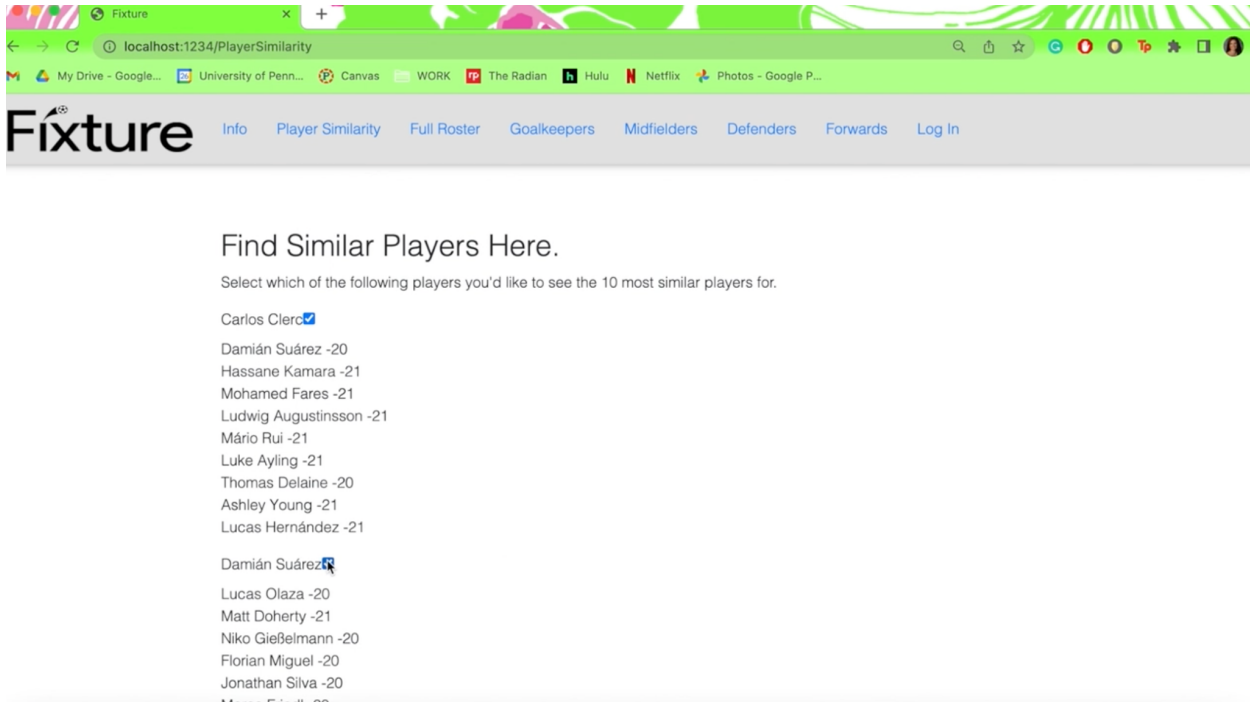 Fixture
localhost:1234/PlayerSimilarity
My Drive - Google... University of Penn... Canvas WORK The Radian Hulu Netflix Photos - Google P...
Fixture Info Player Similarity Full Roster Goalkeepers Midfielders Defenders Forwards Log In
Find Similar Players Here.
Select which of the following players you'd like to see the 10 most similar players for.
Carlos Clerc
Damián Suárez -20
Hassane Kamara -21
Mohamed Fares -21
Ludwig Augustinsson -21
Mário Rui -21
Luke Ayling -21
Thomas Delaine -20
Ashley Young -21
Lucas Hernández -21
Damián Suárez
Lucas Olaza -20
Matt Doherty -21
Niko Gießelmann -20
Florian Miguel -20
Jonathan Silva -20